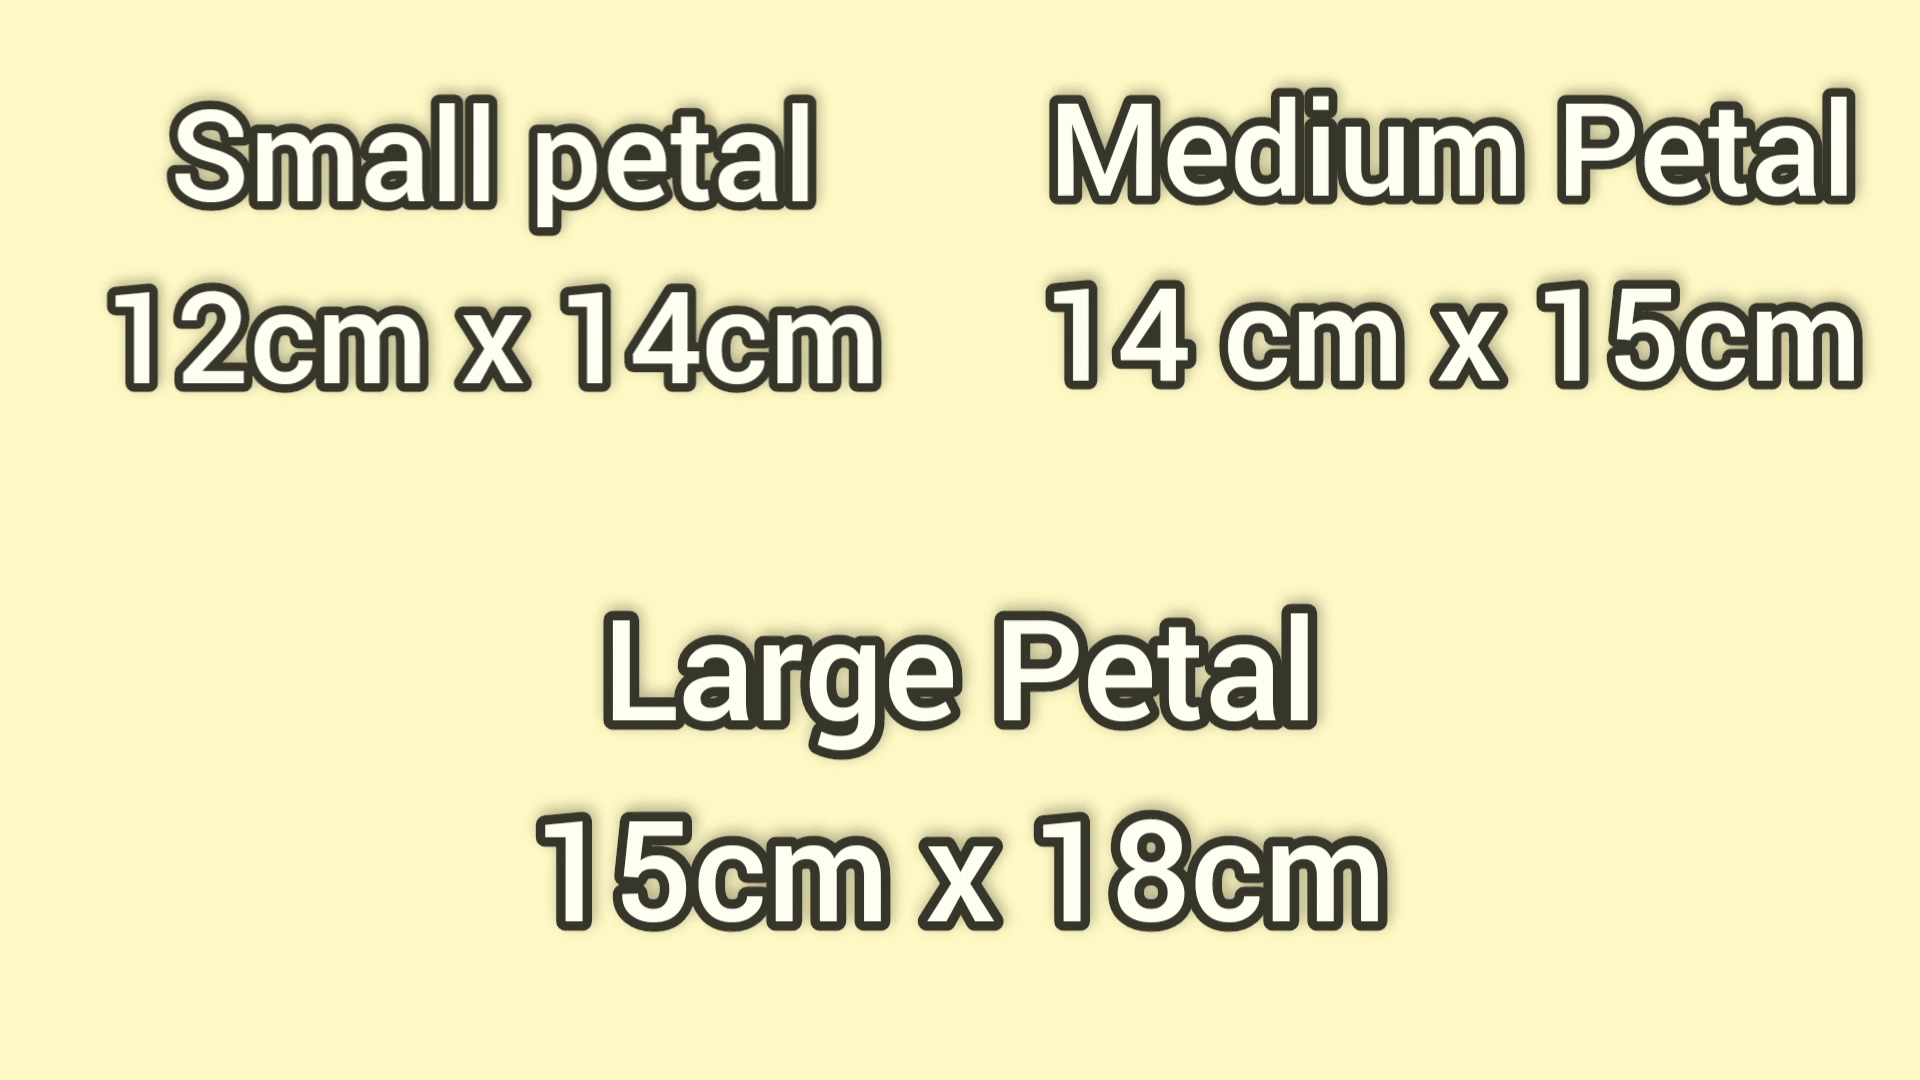 Small petal
12cm x 14cm
Medium Petal
14 cm x 15cm
Large Petal
15cm x 18cm